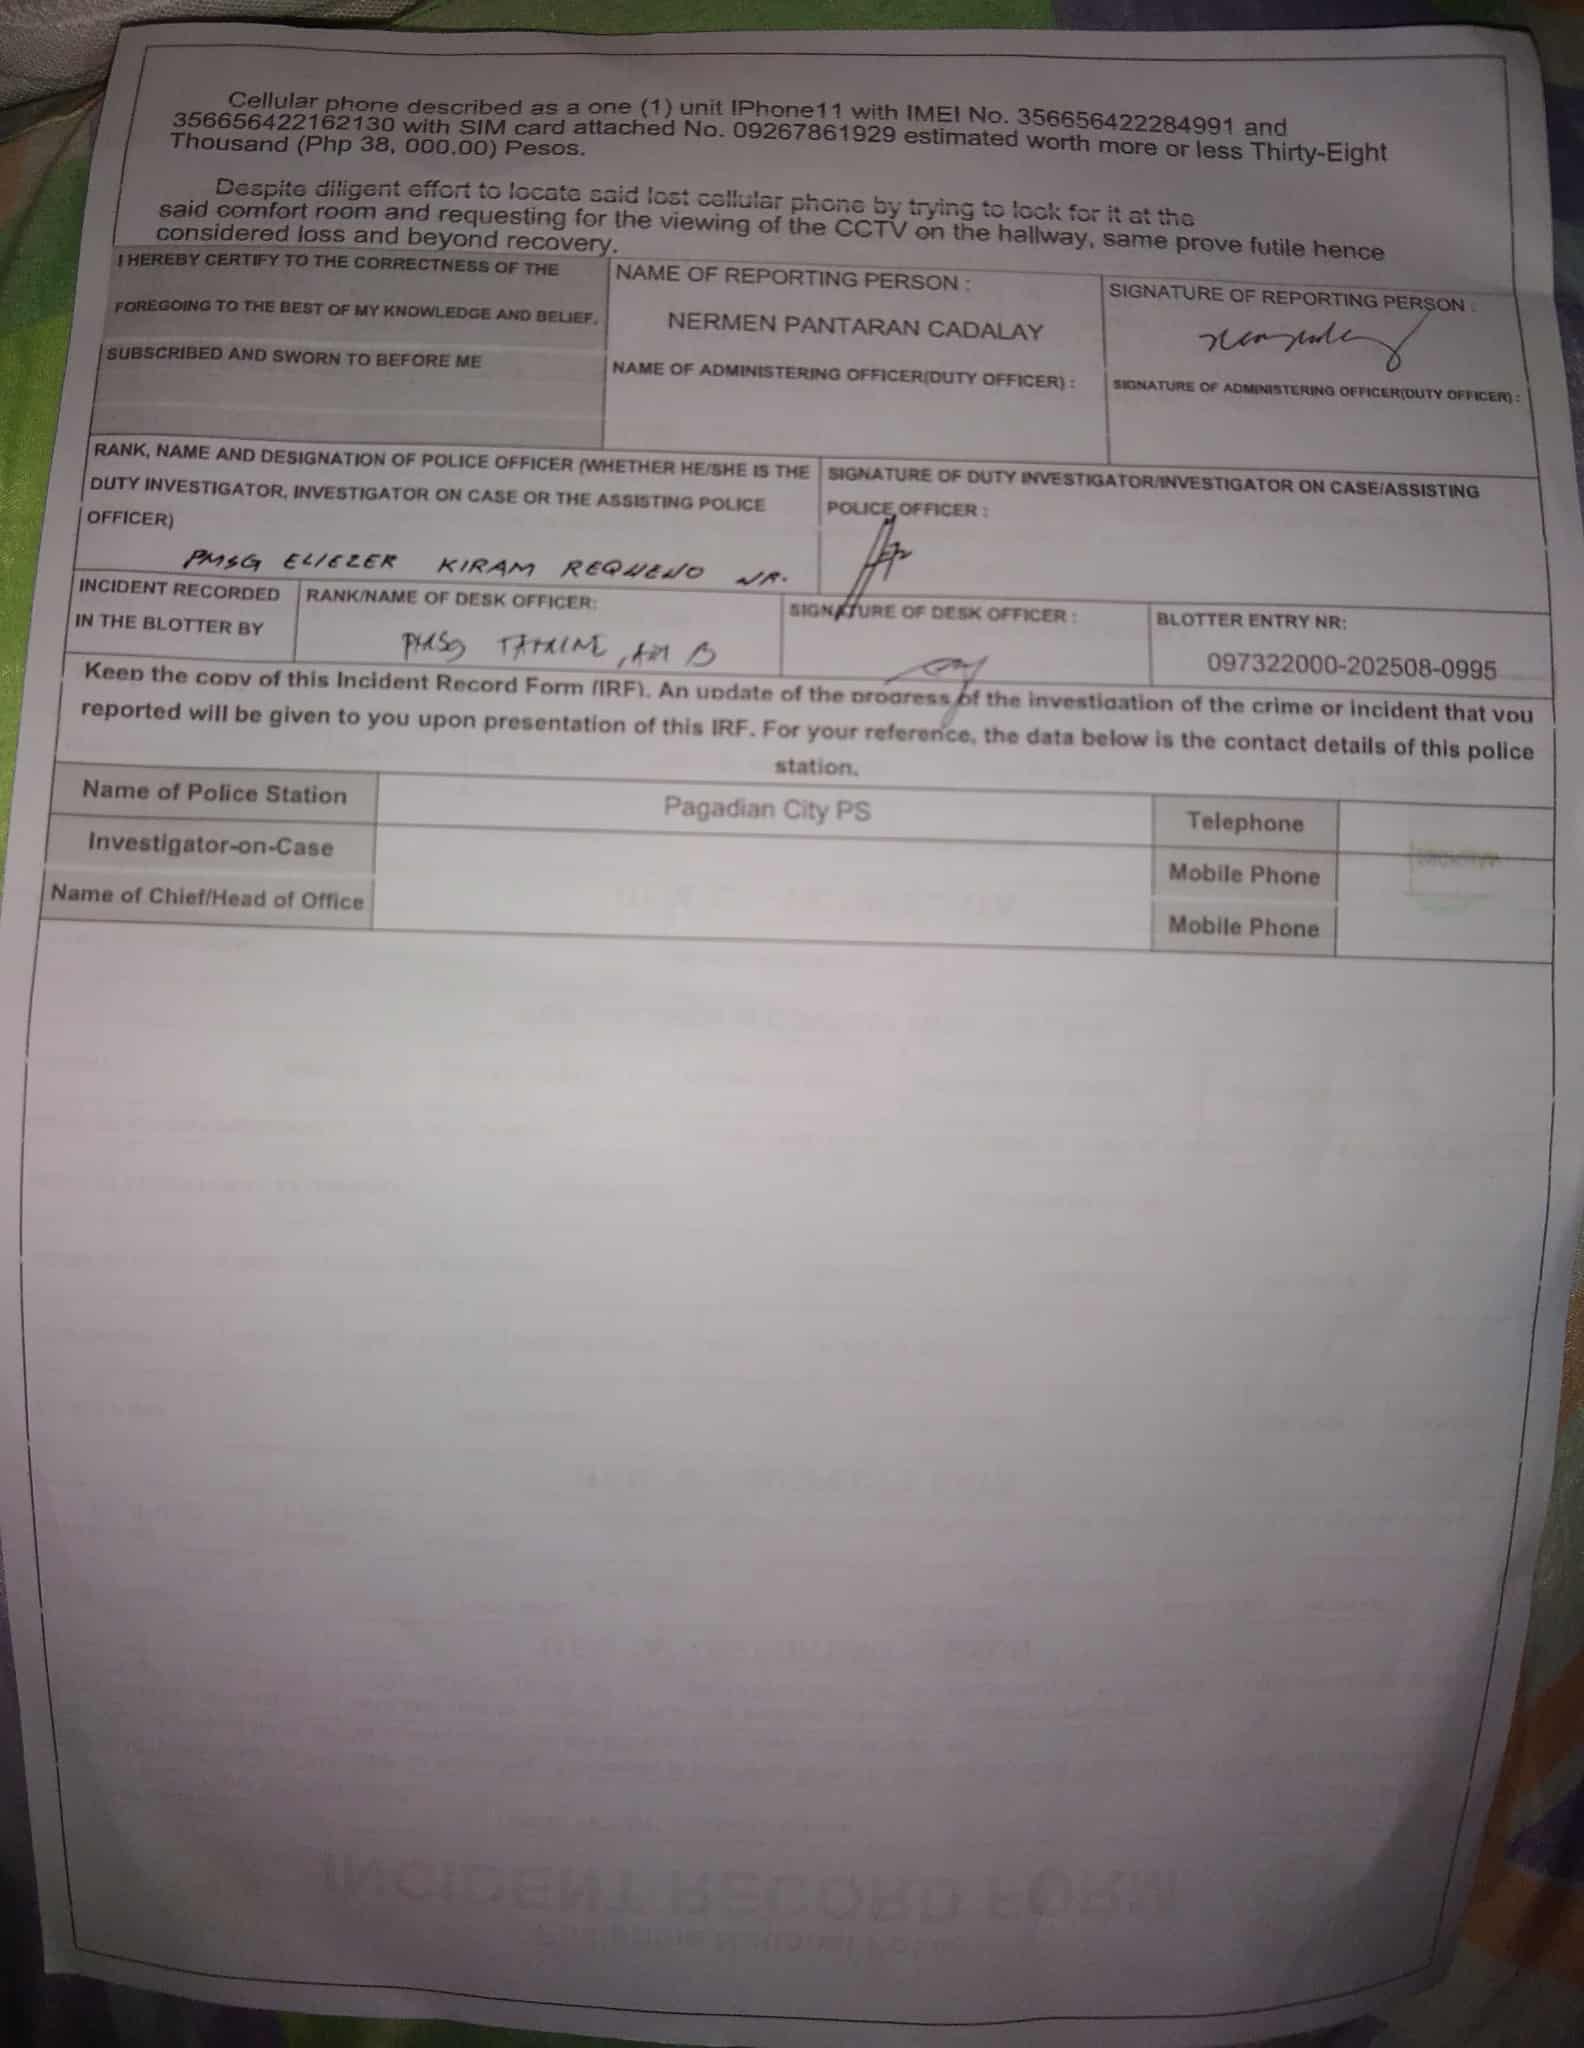 Cellular phone described as a one (1) unit IPhone11 with IMEI No. 356656422284991 and
356656422162130 with SIM card attached No. 09267861929 estimated worth more or less Thirty-Eight
Thousand (Php 38, 000.00) Pesos.
Despite diligent effort to locate said lost cellular phone by trying to look for it at the
said comfort room and requesting for the viewing of the CCTV on the hallway, same prove futile hence
considered loss and beyond recovery.
I HEREBY CERTIFY TO THE CORRECTNESS OF THE
FOREGOING TO THE BEST OF MY KNOWLEDGE AND BELIEF.
NAME OF REPORTING PERSON :
NERMEN PANTARAN CADALAY
SIGNATURE OF REPORTING PERSON :
SUBSCRIBED AND SWORN TO BEFORE ME
NAME OF ADMINISTERING OFFICER(DUTY OFFICER) :
SIGNATURE OF ADMINISTERING OFFICER(DUTY OFFICER) :
RANK, NAME AND DESIGNATION OF POLICE OFFICER (WHETHER HE/SHE IS THE
DUTY INVESTIGATOR, INVESTIGATOR ON CASE OR THE ASSISTING POLICE
OFFICER)
PMSG ELIEZER KIRAM REQUENO JR.
SIGNATURE OF DUTY INVESTIGATOR/INVESTIGATOR ON CASE/ASSISTING
POLICE OFFICER :
INCIDENT RECORDED
IN THE BLOTTER BY
RANK/NAME OF DESK OFFICER:
PMSg
SIGNATURE OF DESK OFFICER :
BLOTTER ENTRY NR:
097322000-202508-0995
Keep the copy of this Incident Record Form (IRF). An update of the progress of the investigation of the crime or incident that you
reported will be given to you upon presentation of this IRF. For your reference, the data below is the contact details of this police
station.
Name of Police Station
Pagadian City PS
Telephone
Investigator-on-Case
Mobile Phone
Name of Chief/Head of Office
Mobile Phone
INCIDENT RECORD FORM